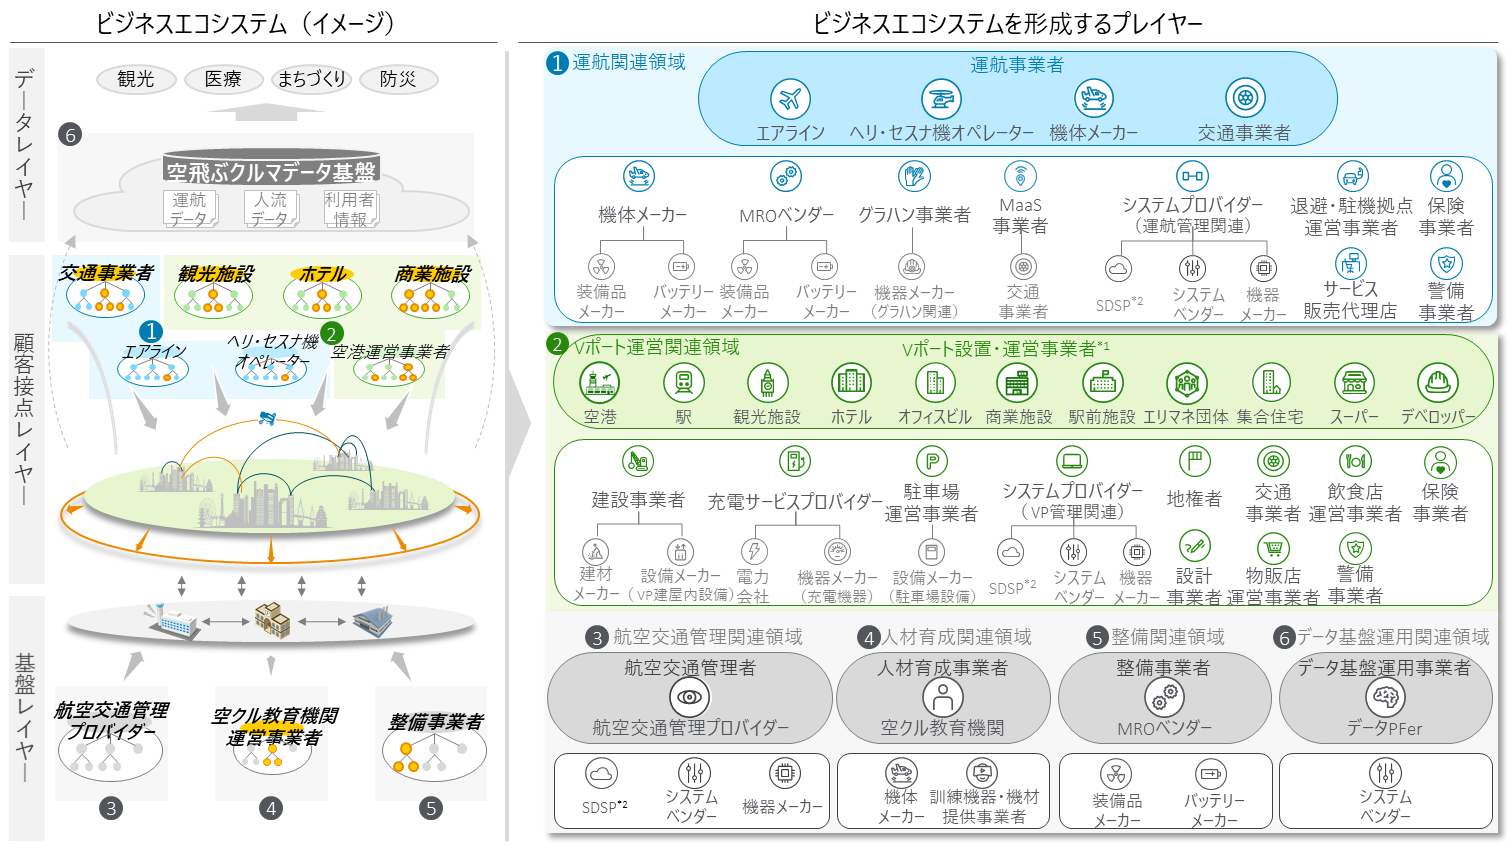 ビジネスエコシステム（イメージ）
データレイヤー
観光
医療
まちづくり
防災
6
空飛ぶクルマデータ基盤
運航
データ
人流
データ
利用者
情報
顧客接点レイヤー
交通事業者
観光施設
ホテル
商業施設
1
2
エアライン
ヘリ・セスナ機
オペレーター
空港運営事業者
基盤レイヤー
航空交通管理
プロバイダー
空クル教育機関
運営事業者
整備事業者
3
4
5
ビジネスエコシステムを形成するプレイヤー
1 運航関連領域
運航事業者
エアライン
ヘリ・セスナ機オペレーター
機体メーカー
交通事業者
機体メーカー
MROベンダー
グラハン事業者
MaaS
事業者
システムプロバイダー
（運航管理関連）
退避・駐機拠点
運営事業者
保険
事業者
装備品
メーカー
バッテリー
メーカー
装備品
メーカー
バッテリー
メーカー
機器メーカー
（グラハン関連）
交通
事業者
SDSP*2
システム
ベンダー
機器
メーカー
サービス
販売代理店
警備
事業者
2 Vポート運営関連領域
Vポート設置・運営事業者*1
空港
駅
観光施設
ホテル
オフィスビル
商業施設
駅前施設
エリマネ団体
集合住宅
スーパー
デベロッパー
建設事業者
充電サービスプロバイダー
駐車場
運営事業者
システムプロバイダー
（VP管理関連）
地権者
交通
事業者
飲食店
運営事業者
保険
事業者
建材
メーカー
設備メーカー
（VP建屋内設備）
電力
会社
機器メーカー
（充電機器）
設備メーカー
（駐車場設備）
SDSP*2
システム
ベンダー
機器
メーカー
設計
事業者
物販店
運営事業者
警備
事業者
3 航空交通管理関連領域
航空交通管理者
航空交通管理プロバイダー
SDSP*2
システム
ベンダー
機器メーカー
4 人材育成関連領域
人材育成事業者
空クル教育機関
機体
メーカー
訓練機器・機材
提供事業者
5 整備関連領域
整備事業者
MROベンダー
装備品
メーカー
バッテリー
メーカー
6 データ基盤運用関連領域
データ基盤運用事業者
データPFer
システム
ベンダー